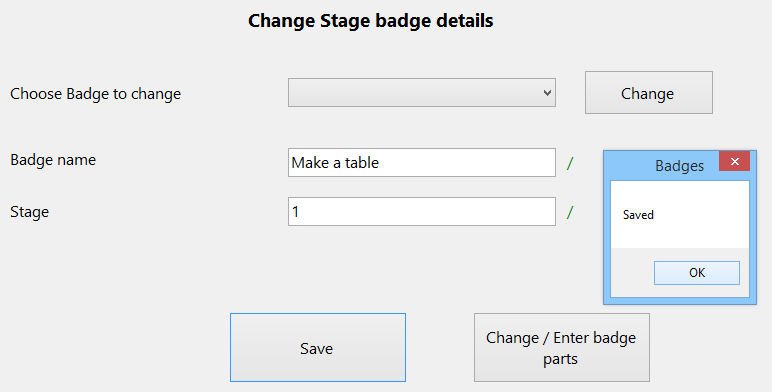 Change Stage badge details
Choose Badge to change
Change
Badge name
Make a table
/
Badges
Stage
1
/
Saved
OK
Save
Change / Enter badge
parts